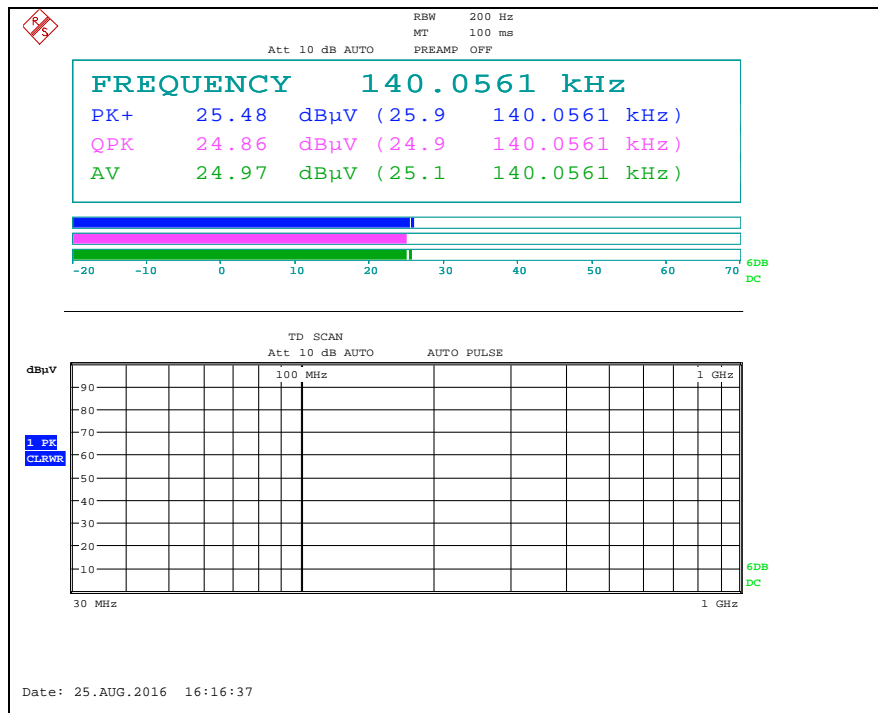 R S
RBW 200 Hz
MT 100 ms
Att 10 dB AUTO PREAMP OFF
FREQUENCY 140.0561 kHz
PK+ 25.48 dBµV (25.9 140.0561 kHz)
QPK 24.86 dBµV (24.9 140.0561 kHz)
AV 24.97 dBµV (25.1 140.0561 kHz)
-20 -10 0 10 20 30 40 50 60 70
6DB
DC
TD SCAN
Att 10 dB AUTO AUTO PULSE
dBµV
100 MHz 1 GHz
90
80
70
1 PK
CLRWR
60
50
40
30
20
10
6DB
DC
30 MHz 1 GHz
Date: 25.AUG.2016 16:16:37